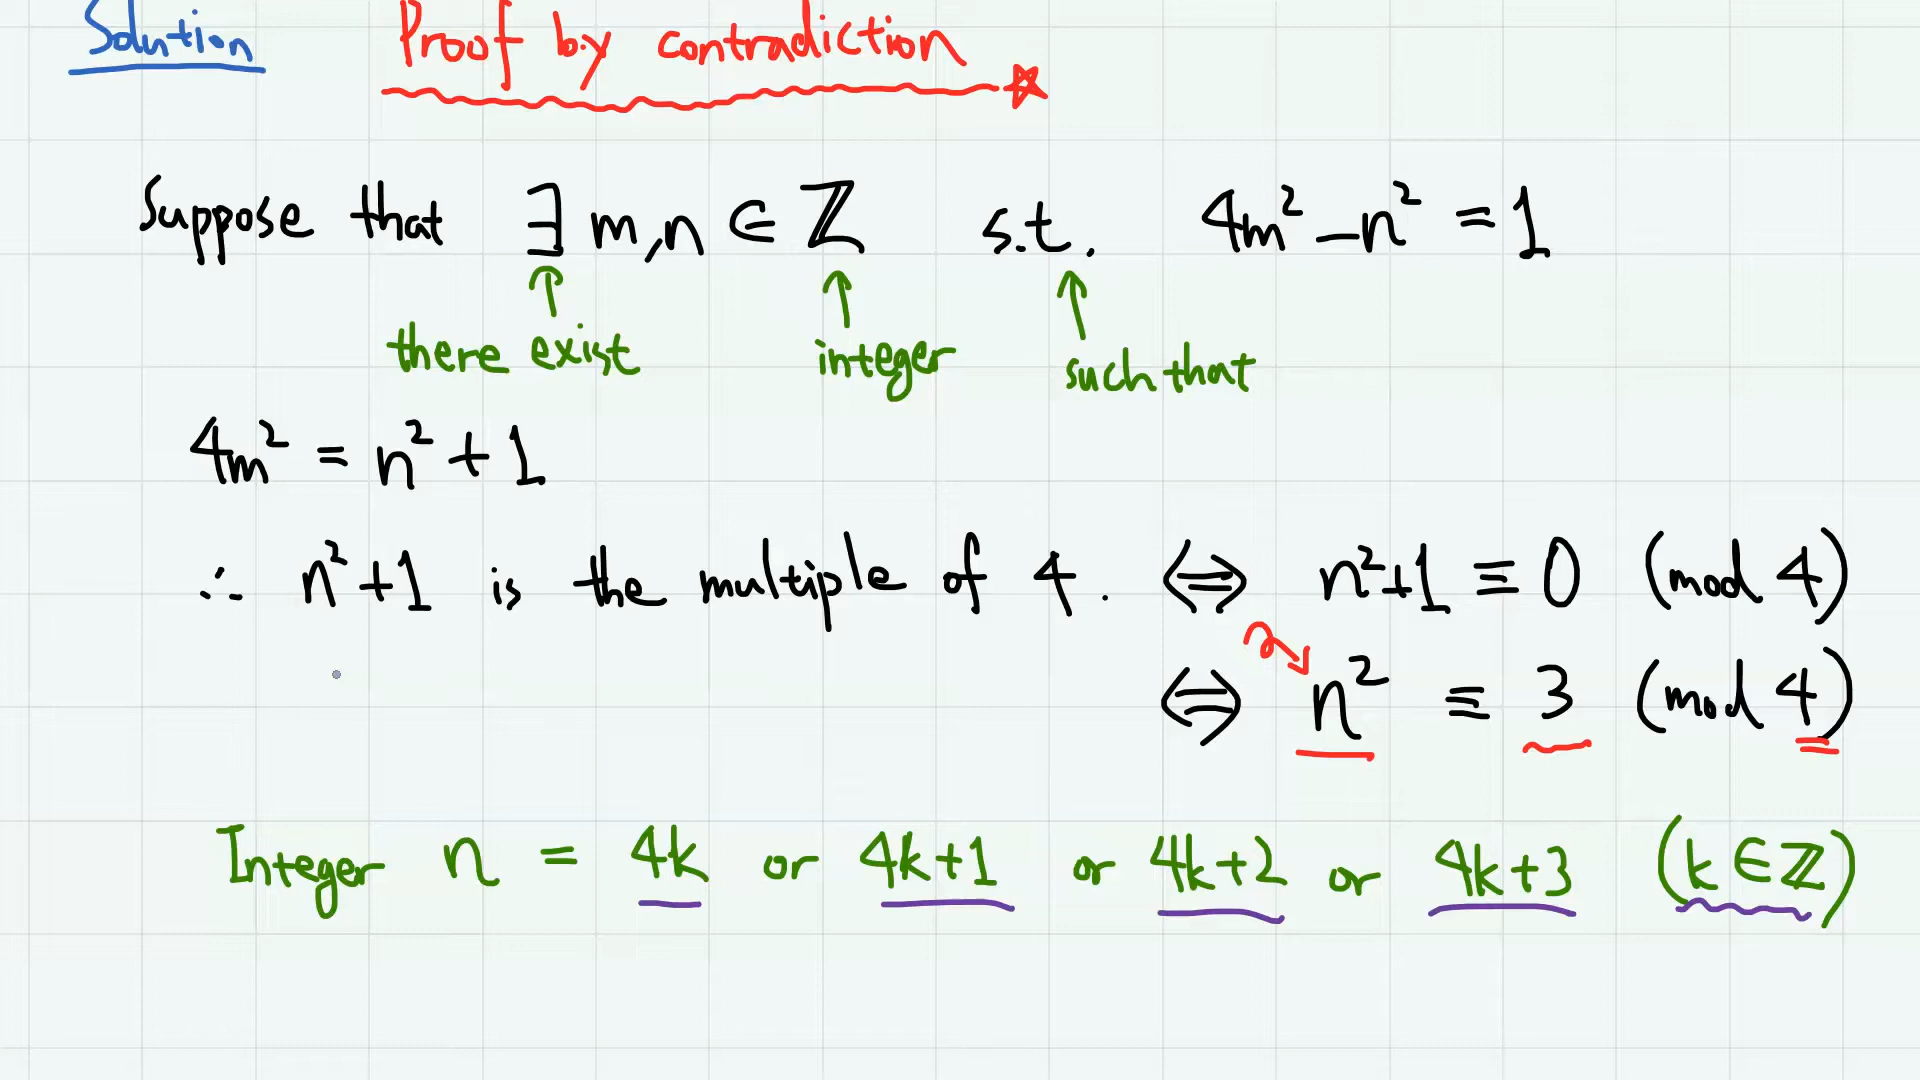 Solution Proof by contradiction
Suppose that ∃ m,n ∈ ℤ s.t. 4m² − n² = 1
there exist integer such that
4m² = n² + 1
∴ n²+1 is the multiple of 4. ⇔ n²+1 ≡ 0 (mod 4)
⇔ n² ≡ 3 (mod 4)
Integer n = 4k or 4k+1 or 4k+2 or 4k+3 (k ∈ ℤ)